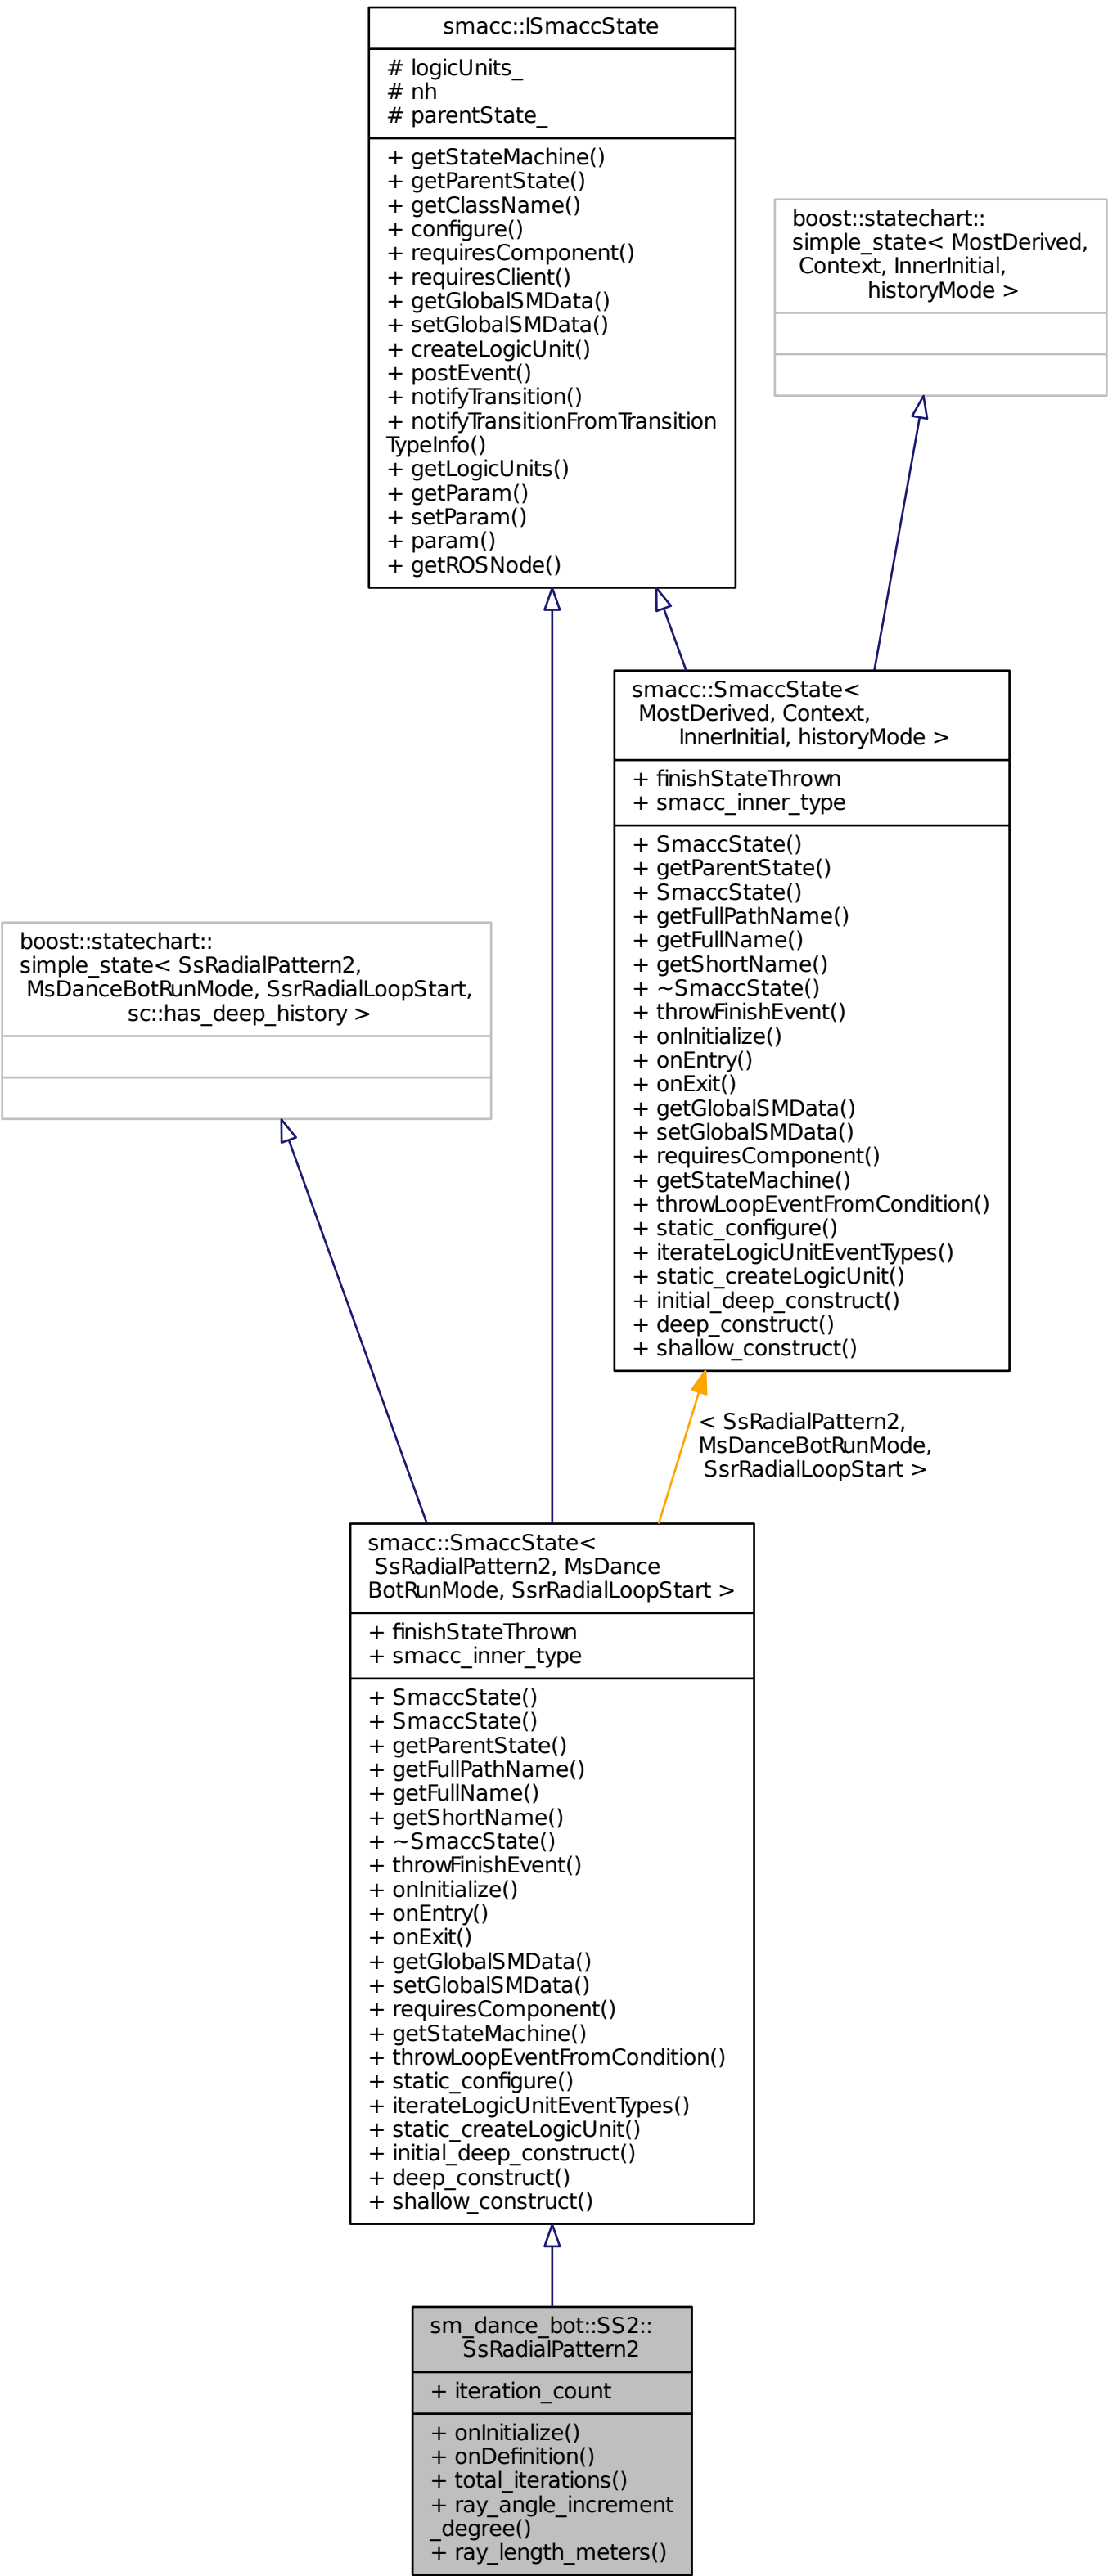 smacc::ISmaccState
# logicUnits_
# nh
# parentState_
+ getStateMachine()
+ getParentState()
+ getClassName()
+ configure()
+ requiresComponent()
+ requiresClient()
+ getGlobalSMData()
+ setGlobalSMData()
+ createLogicUnit()
+ postEvent()
+ notifyTransition()
+ notifyTransitionFromTransition
TypeInfo()
+ getLogicUnits()
+ getParam()
+ setParam()
+ param()
+ getROSNode()
boost::statechart::
simple_state< MostDerived,
Context, InnerInitial,
historyMode >
smacc::SmaccState<
MostDerived, Context,
InnerInitial, historyMode >
+ finishStateThrown
+ smacc_inner_type
+ SmaccState()
+ getParentState()
+ SmaccState()
+ getFullPathName()
+ getFullName()
+ getShortName()
+ ~SmaccState()
+ throwFinishEvent()
+ onInitialize()
+ onEntry()
+ onExit()
+ getGlobalSMData()
+ setGlobalSMData()
+ requiresComponent()
+ getStateMachine()
+ throwLoopEventFromCondition()
+ static_configure()
+ iterateLogicUnitEventTypes()
+ static_createLogicUnit()
+ initial_deep_construct()
+ deep_construct()
+ shallow_construct()
boost::statechart::
simple_state< SsRadialPattern2,
MsDanceBotRunMode, SsrRadialLoopStart,
sc::has_deep_history >
< SsRadialPattern2,
MsDanceBotRunMode,
SsrRadialLoopStart >
smacc::SmaccState<
SsRadialPattern2, MsDance
BotRunMode, SsrRadialLoopStart >
+ finishStateThrown
+ smacc_inner_type
+ SmaccState()
+ SmaccState()
+ getParentState()
+ getFullPathName()
+ getFullName()
+ getShortName()
+ ~SmaccState()
+ throwFinishEvent()
+ onInitialize()
+ onEntry()
+ onExit()
+ getGlobalSMData()
+ setGlobalSMData()
+ requiresComponent()
+ getStateMachine()
+ throwLoopEventFromCondition()
+ static_configure()
+ iterateLogicUnitEventTypes()
+ static_createLogicUnit()
+ initial_deep_construct()
+ deep_construct()
+ shallow_construct()
sm_dance_bot::SS2::
SsRadialPattern2
+ iteration_count
+ onInitialize()
+ onDefinition()
+ total_iterations()
+ ray_angle_increment
_degree()
+ ray_length_meters()